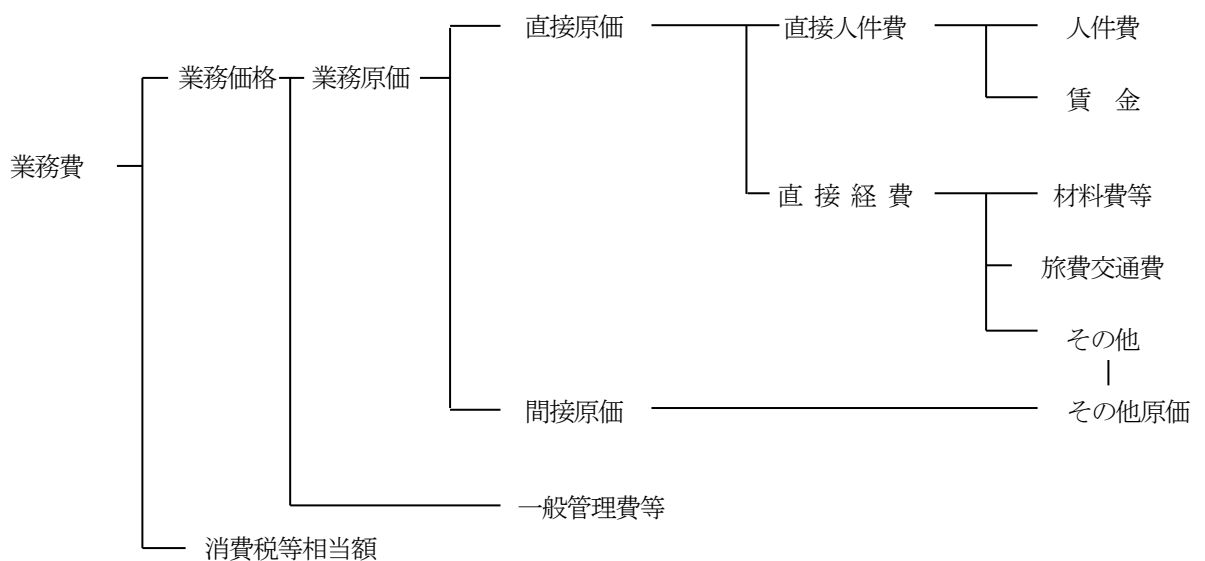 直接原価
直接人件費
人件費
業務価格
業務原価
賃　金
業務費
直 接 経 費
材料費等
旅費交通費
その他
間接原価
その他原価
一般管理費等
消費税等相当額